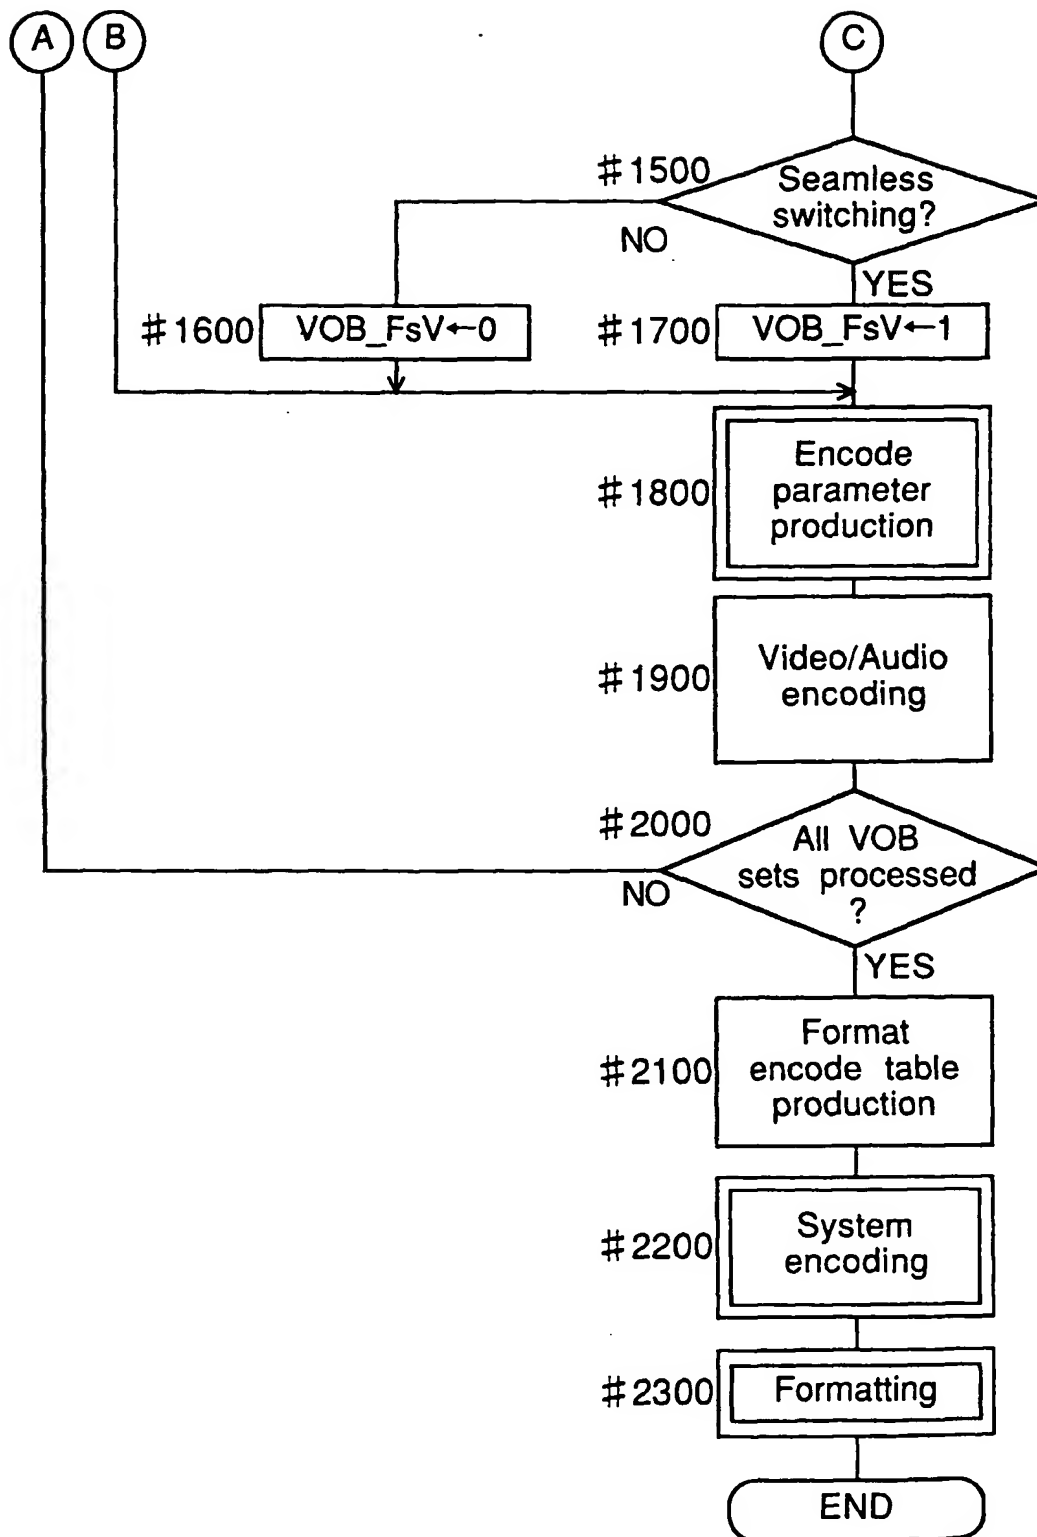 A B C
#1500
Seamless
switching?
NO
YES
#1600 VOB_FsV←0
#1700 VOB_FsV←1
#1800
Encode
parameter
production
#1900
Video/Audio
encoding
#2000
All VOB
sets processed
?
NO
YES
#2100
Format
encode table
production
#2200
System
encoding
#2300 Formatting
END